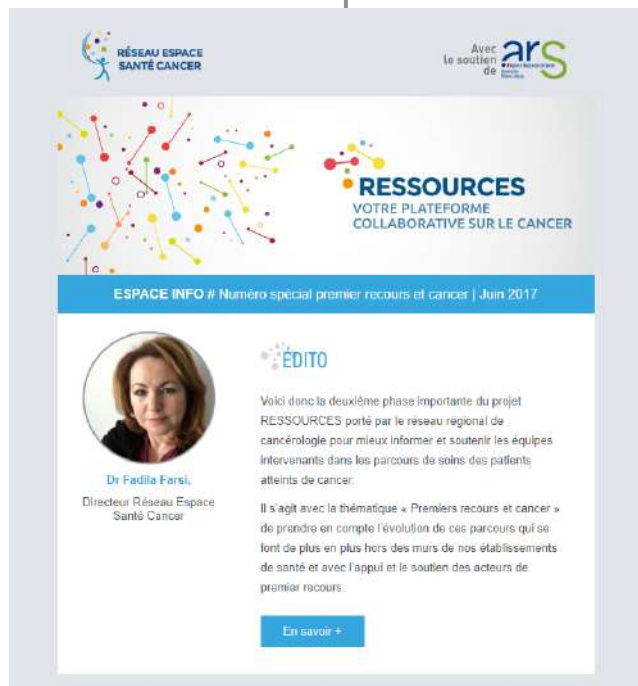 RÉSEAU ESPACE
SANTÉ CANCER
Avec
le soutien
de
ars
RESSOURCES
VOTRE PLATEFORME
COLLABORATIVE SUR LE CANCER
ESPACE INFO # Numéro spécial premier recours et cancer | Juin 2017
ÉDITO
Voici donc la deuxième phase importante du projet
RESSOURCES porté par le réseau régional de
cancérologie pour mieux informer et soutenir les équipes
intervenants dans les parcours de soins des patients
atteints de cancer.
Il s'agit avec la thématique « Premiers recours et cancer »
de prendre en compte l'évolution de ces parcours qui se
font de plus en plus hors des murs de nos établissements
de santé et avec l'appui et le soutien des acteurs de
premier recours.
En savoir +
Dr Fadila Farsi,
Directeur Réseau Espace
Santé Cancer